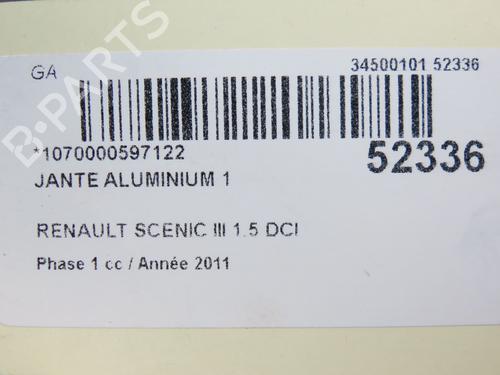 GA
34500101 52336
B-PARTS
*1070000597122
52336
JANTE ALUMINIUM 1
RENAULT SCENIC III 1.5 DCI
Phase 1 cc / Année 2011